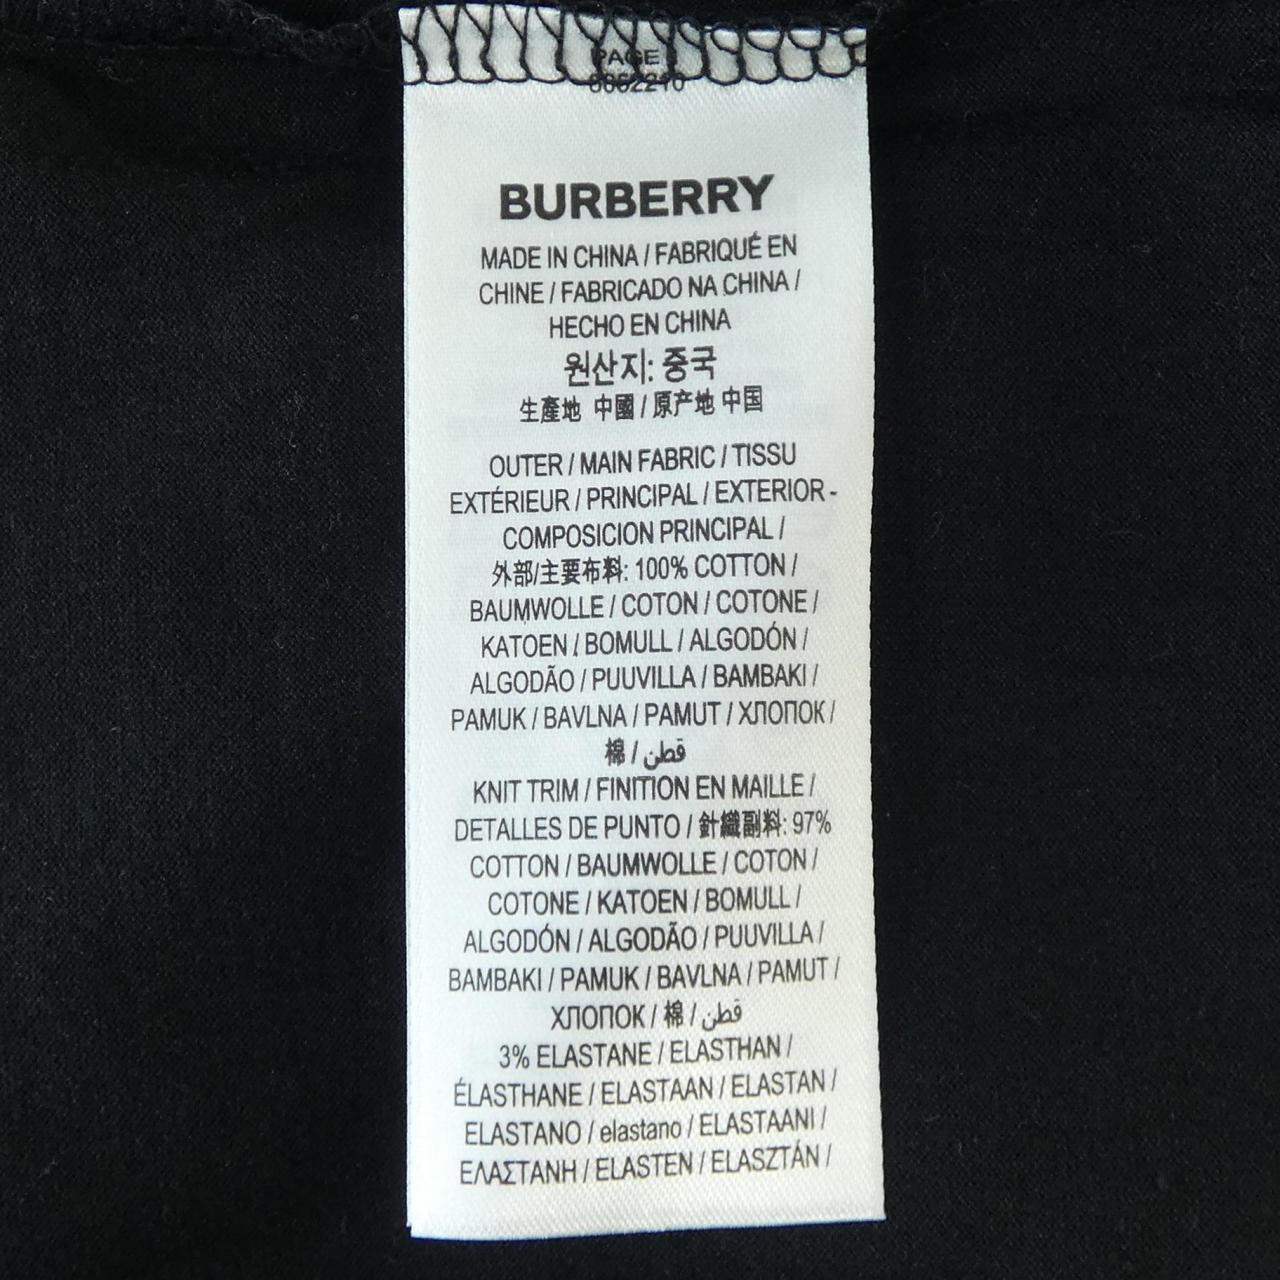 PAGE
BURBERRY
MADE IN CHINA / FABRIQUÉ EN
CHINE / FABRICADO NA CHINA /
HECHO EN CHINA
원산지: 중국
生產地 中國 / 原产地 中国
OUTER / MAIN FABRIC / TISSU
EXTÉRIEUR / PRINCIPAL / EXTERIOR -
COMPOSICION PRINCIPAL /
外部/主要布料: 100% COTTON /
BAUMWOLLE / COTON / COTONE /
KATOEN / BOMULL / ALGODÓN /
ALGODÃO / PUUVILLA / BAMBAKI /
PAMUK / BAVLNA / PAMUT / ХЛОПОК /
棉 / قطن
KNIT TRIM / FINITION EN MAILLE /
DETALLES DE PUNTO / 針織副料: 97%
COTTON / BAUMWOLLE / COTON /
COTONE / KATOEN / BOMULL /
ALGODÓN / ALGODÃO / PUUVILLA /
BAMBAKI / PAMUK / BAVLNA / PAMUT /
ХЛОПОК / 棉 / قطن
3% ELASTANE / ELASTHAN /
ÉLASTHANE / ELASTAAN / ELASTAN /
ELASTANO / elastano / ELASTAANI /
ΕΛΑΣΤΑΝΗ / ELASTEN / ELASZTÁN /